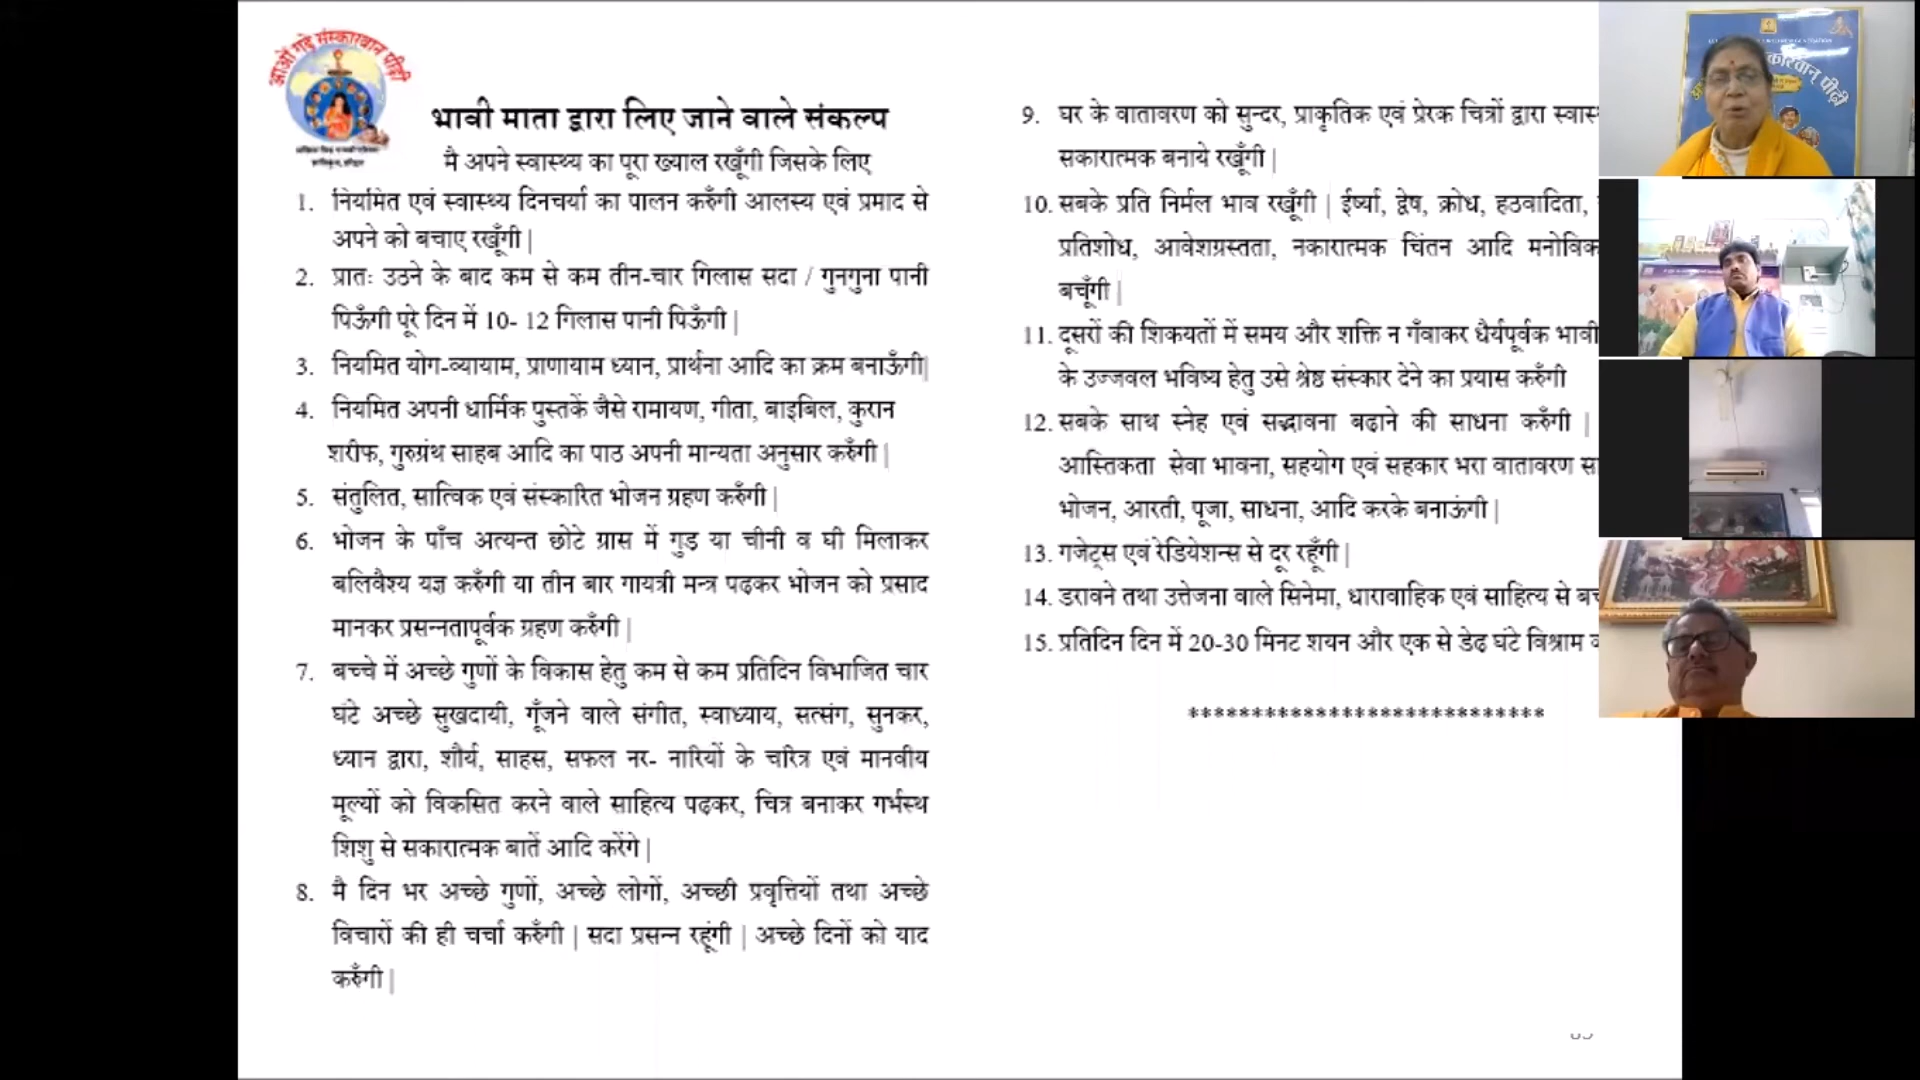 आओ गढ़े संस्कारवान पीढ़ी
भावी माता द्वारा लिए जाने वाले संकल्प
मै अपने स्वास्थ्य का पूरा ख्याल रखूँगी जिसके लिए
1. नियमित एवं स्वास्थ्य दिनचर्या का पालन करुँगी आलस्य एवं प्रमाद से
अपने को बचाए रखूँगी |
2. प्रातः उठने के बाद कम से कम तीन-चार गिलास सदा / गुनगुना पानी
पिऊँगी पूरे दिन में 10- 12 गिलास पानी पिऊँगी |
3. नियमित योग-व्यायाम, प्राणायाम ध्यान, प्रार्थना आदि का क्रम बनाऊँगी|
4. नियमित अपनी धार्मिक पुस्तकें जैसे रामायण, गीता, बाइबिल, कुरान
शरीफ, गुरुग्रंथ साहब आदि का पाठ अपनी मान्यता अनुसार करुँगी |
5. संतुलित, सात्विक एवं संस्कारित भोजन ग्रहण करुँगी |
6. भोजन के पाँच अत्यन्त छोटे ग्रास में गुड़ या चीनी व घी मिलाकर
बलिवैश्य यज्ञ करुँगी या तीन बार गायत्री मन्त्र पढ़कर भोजन को प्रसाद
मानकर प्रसन्नतापूर्वक ग्रहण करुँगी |
7. बच्चे में अच्छे गुणों के विकास हेतु कम से कम प्रतिदिन विभाजित चार
घंटे अच्छे सुखदायी, गूँजने वाले संगीत, स्वाध्याय, सत्संग, सुनकर,
ध्यान द्वारा, शौर्य, साहस, सफल नर- नारियों के चरित्र एवं मानवीय
मूल्यों को विकसित करने वाले साहित्य पढ़कर, चित्र बनाकर गर्भस्थ
शिशु से सकारात्मक बातें आदि करेंगे |
8. मै दिन भर अच्छे गुणों, अच्छे लोगों, अच्छी प्रवृत्तियों तथा अच्छे
विचारों की ही चर्चा करुँगी | सदा प्रसन्न रहूंगी | अच्छे दिनों को याद
करुँगी |
9. घर के वातावरण को सुन्दर, प्राकृतिक एवं प्रेरक चित्रों द्वारा
सकारात्मक बनाये रखूँगी |
10. सबके प्रति निर्मल भाव रखूँगी | ईर्ष्या, द्वेष, क्रोध, हठवादिता,
प्रतिशोध, आवेशग्रस्तता, नकारात्मक चिंतन आदि
बचूँगी |
11. दूसरों की शिकयतों में समय और शक्ति न गँवाकर धैर्यपूर्वक भावी
के उज्जवल भविष्य हेतु उसे श्रेष्ठ संस्कार देने का प्रयास करुँगी
12. सबके साथ स्नेह एवं सद्भावना बढ़ाने की साधना करुँगी |
आस्तिकता सेवा भावना, सहयोग एवं सहकार भरा वातावरण
भोजन, आरती, पूजा, साधना, आदि करके बनाऊंगी |
13. गजेट्स एवं रेडियेशन्स से दूर रहूँगी |
14. डरावने तथा उत्तेजना वाले सिनेमा, धारावाहिक एवं साहित्य से
15. प्रतिदिन दिन में 20-30 मिनट शयन और एक से डेढ घंटे विश्राम
****************************